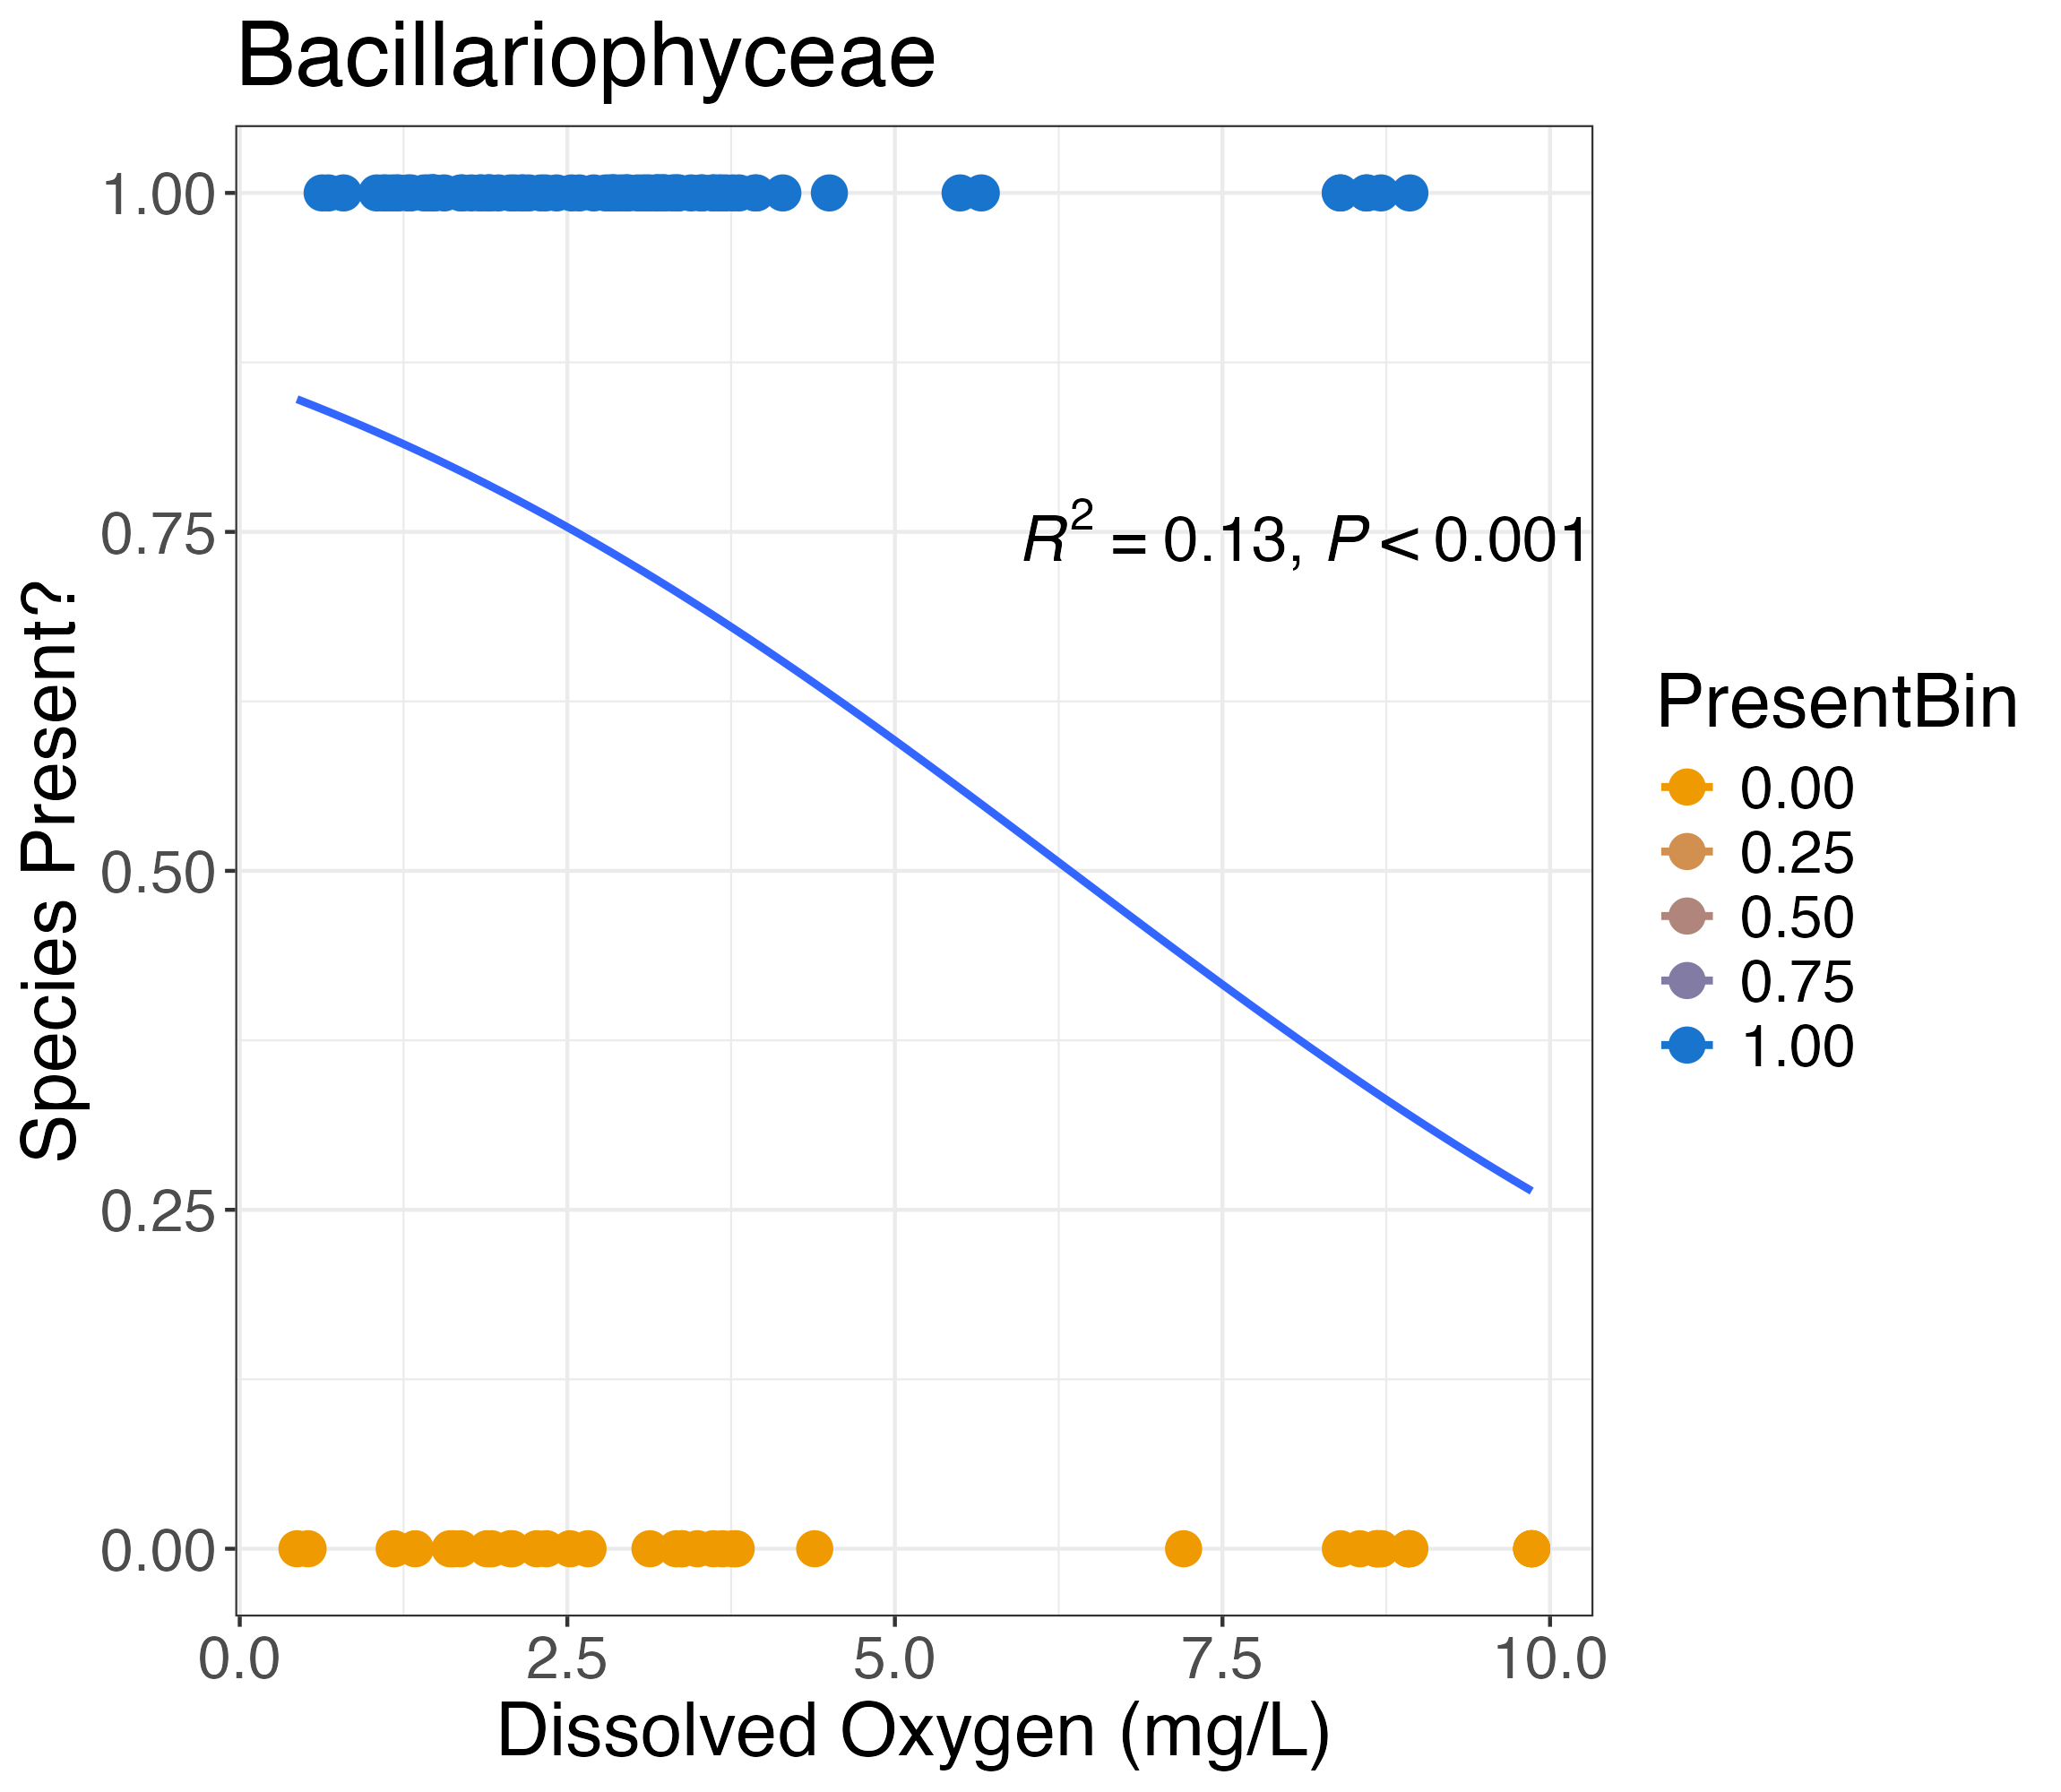 Bacillariophyceae
1.00
0.75
0.50
0.25
0.00
Species Present?
R² = 0.13, P < 0.001
0.0 2.5 5.0 7.5 10.0
Dissolved Oxygen (mg/L)
PresentBin
0.00
0.25
0.50
0.75
1.00